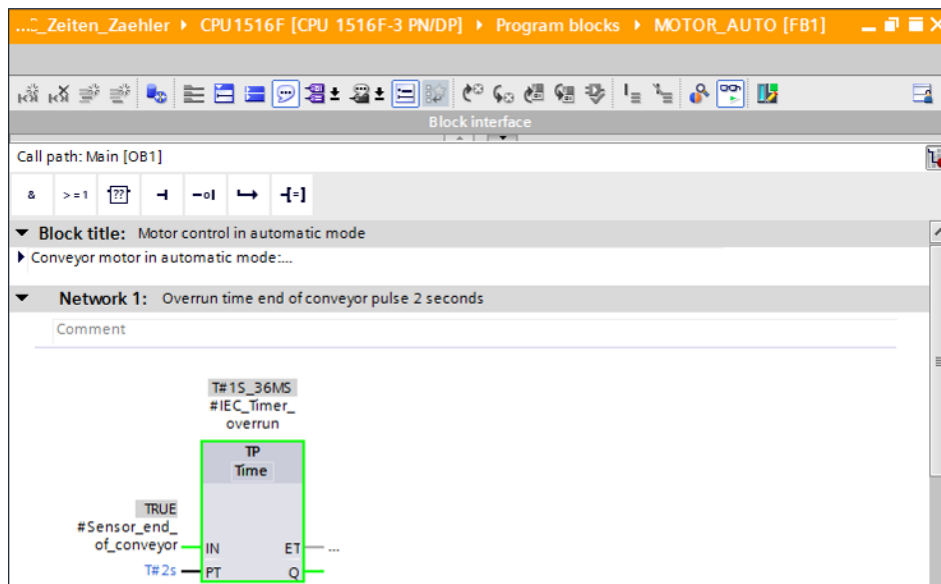 ..._Zeiten_Zaehler ▸ CPU1516F [CPU 1516F-3 PN/DP] ▸ Program blocks ▸ MOTOR_AUTO [FB1]
Block interface
Call path: Main [OB1]
& >=1 ??
Block title: Motor control in automatic mode
Conveyor motor in automatic mode:...
Network 1: Overrun time end of conveyor pulse 2 seconds
Comment
T#1S_36MS
#IEC_Timer_
overrun
TP
Time
TRUE
#Sensor_end_
of_conveyor IN ET ...
T#2s PT Q